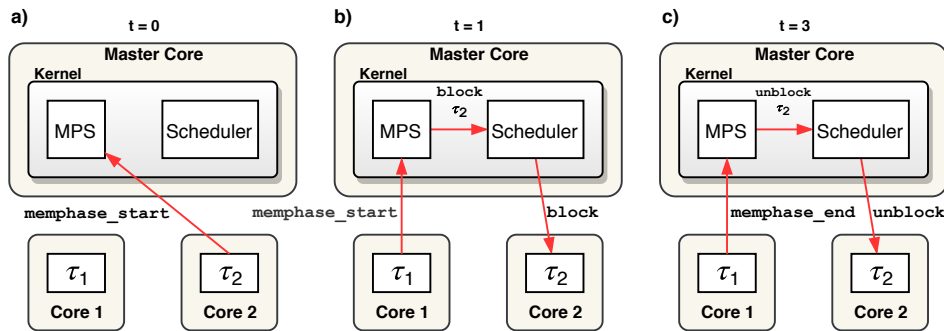 a)
t = 0
Master Core
Kernel
MPS
Scheduler
memphase_start
τ1
Core 1
τ2
Core 2
b)
t = 1
Master Core
Kernel
block
τ2
MPS
Scheduler
memphase_start
block
τ1
Core 1
τ2
Core 2
c)
t = 3
Master Core
Kernel
unblock
τ2
MPS
Scheduler
memphase_end
unblock
τ1
Core 1
τ2
Core 2